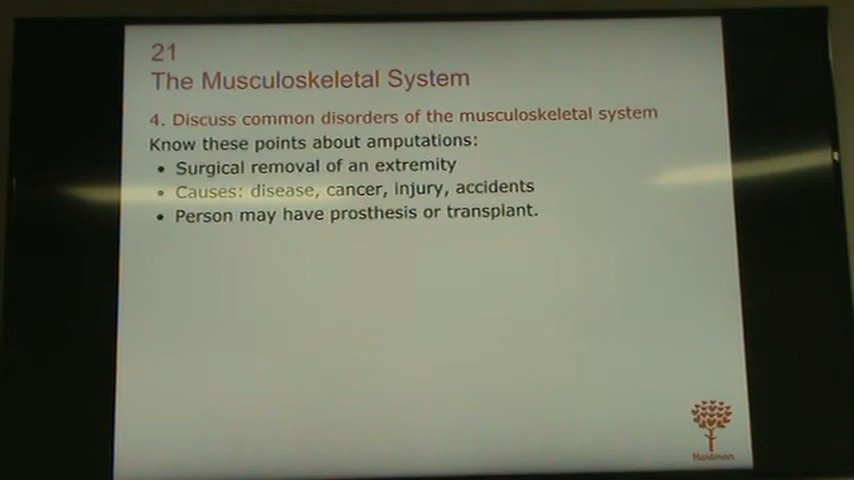 21
The Musculoskeletal System
4. Discuss common disorders of the musculoskeletal system
Know these points about amputations:
• Surgical removal of an extremity
• Causes: disease, cancer, injury, accidents
• Person may have prosthesis or transplant.
Hartman